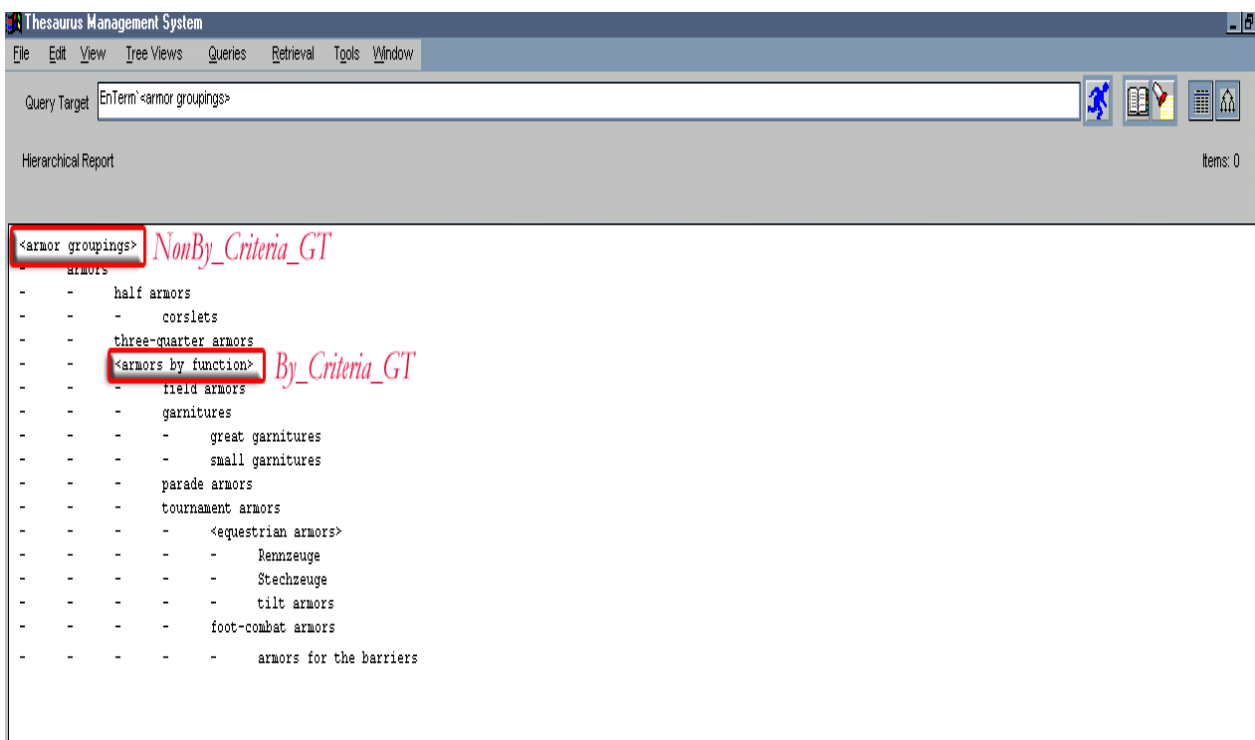 Thesaurus Management System
File Edit View Tree Views Queries Retrieval Tools Window
Query Target EnTerm`<armor groupings>
Hierarchical Report Items: 0
<armor groupings> NonBy_Criteria_GT
- armors
- - half armors
- - - corslets
- - three-quarter armors
- - <armors by function> By_Criteria_GT
- - - field armors
- - - garnitures
- - - - great garnitures
- - - - small garnitures
- - - parade armors
- - - tournament armors
- - - - <equestrian armors>
- - - - - Rennzeuge
- - - - - Stechzeuge
- - - - - tilt armors
- - - - foot-combat armors
- - - - - armors for the barriers